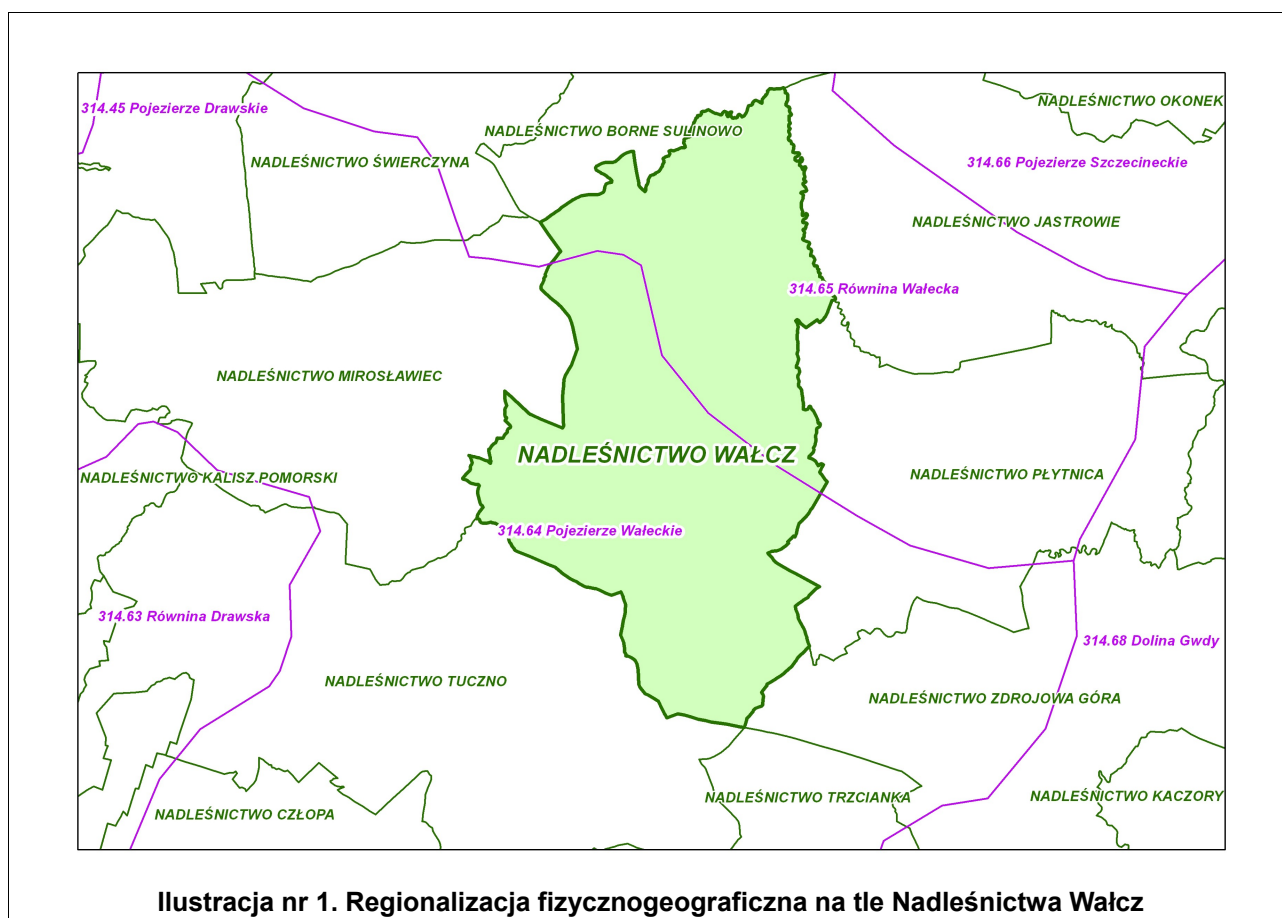 314.45 Pojezierze Drawskie
NADLEŚNICTWO OKONEK
NADLEŚNICTWO BORNE SULINOWO
NADLEŚNICTWO ŚWIERCZYNA
314.66 Pojezierze Szczecineckie
NADLEŚNICTWO JASTROWIE
314.65 Równina Wałecka
NADLEŚNICTWO MIROSŁAWIEC
NADLEŚNICTWO WAŁCZ
NADLEŚNICTWO KALISZ POMORSKI
NADLEŚNICTWO PŁYTNICA
314.64 Pojezierze Wałeckie
314.63 Równina Drawska
314.68 Dolina Gwdy
NADLEŚNICTWO TUCZNO
NADLEŚNICTWO ZDROJOWA GÓRA
NADLEŚNICTWO TRZCIANKA
NADLEŚNICTWO KACZORY
NADLEŚNICTWO CZŁOPA
Ilustracja nr 1. Regionalizacja fizycznogeograficzna na tle Nadleśnictwa Wałcz